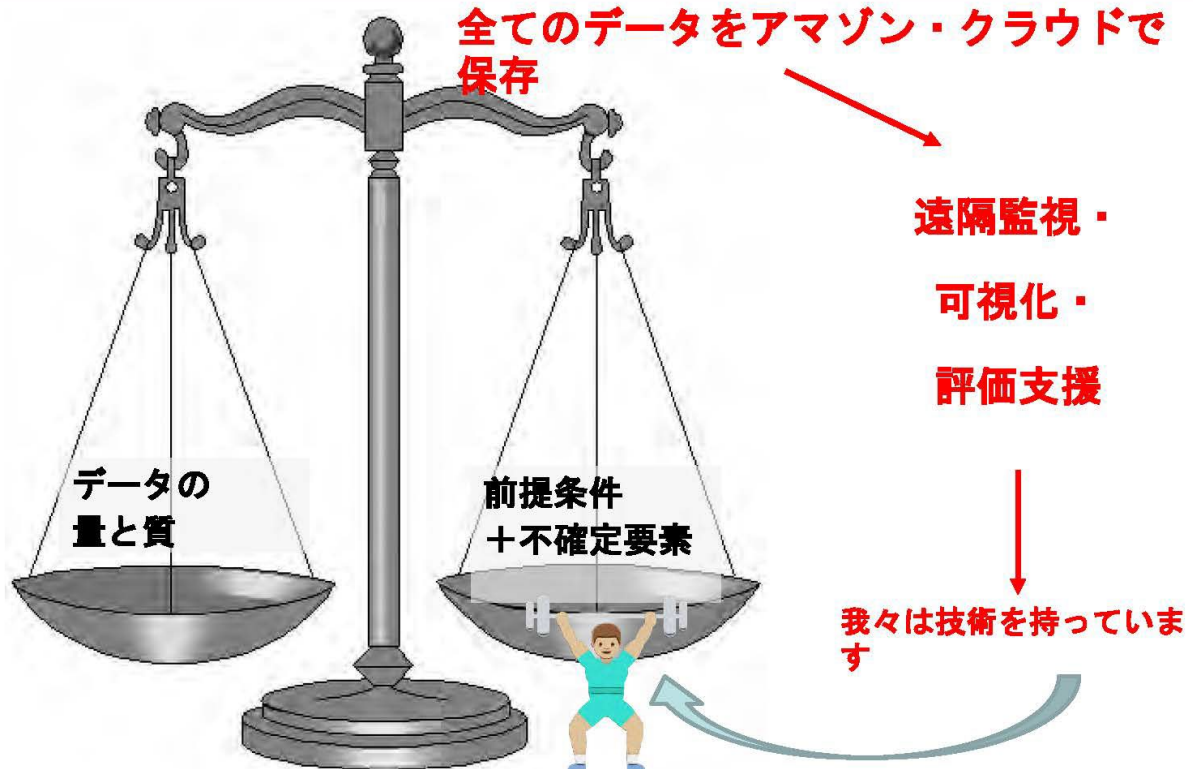 全てのデータをアマゾン・クラウドで
保存
遠隔監視・
可視化・
評価支援
データの
量と質
前提条件
＋不確定要素
我々は技術を持っていま
す